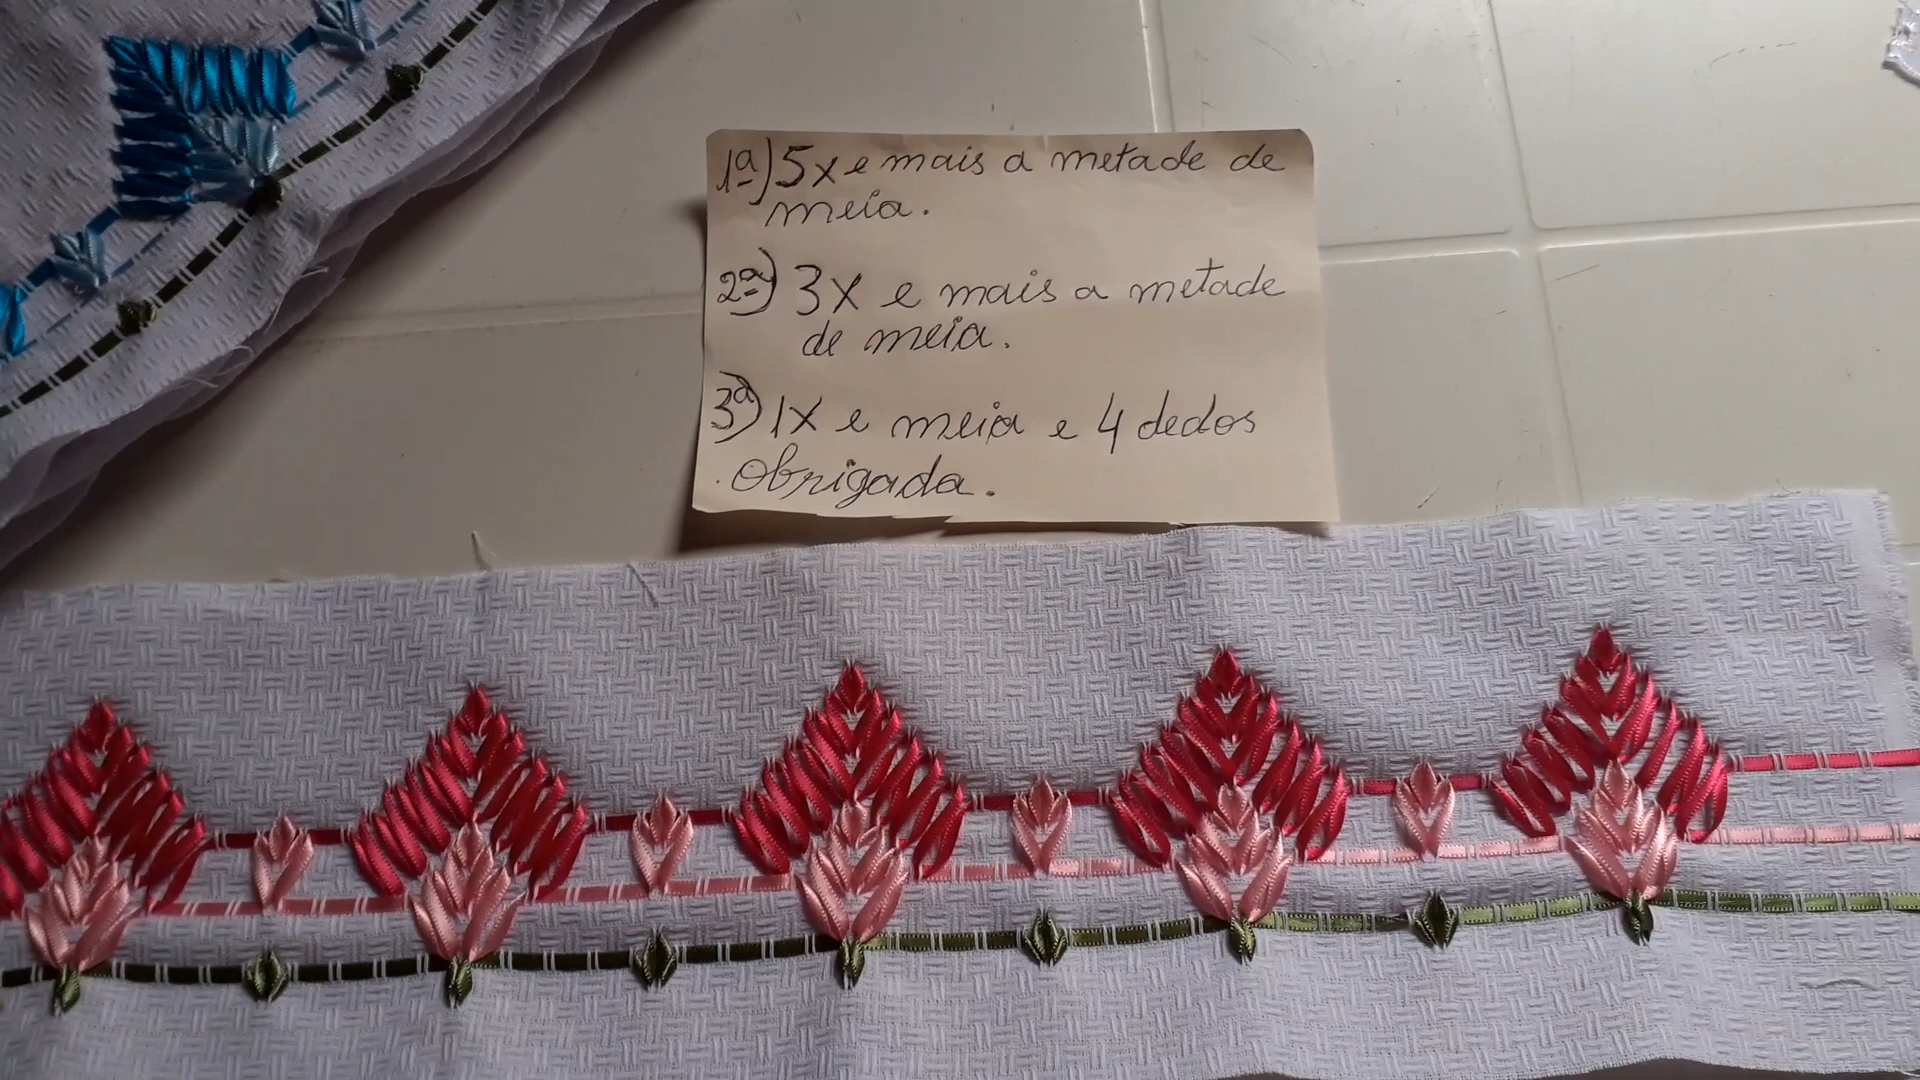 1ª) 5x e mais a metade de
meia.
2ª) 3x e mais a metade
de meia.
3ª) 1x e meia e 4 dedos
. Obrigada.